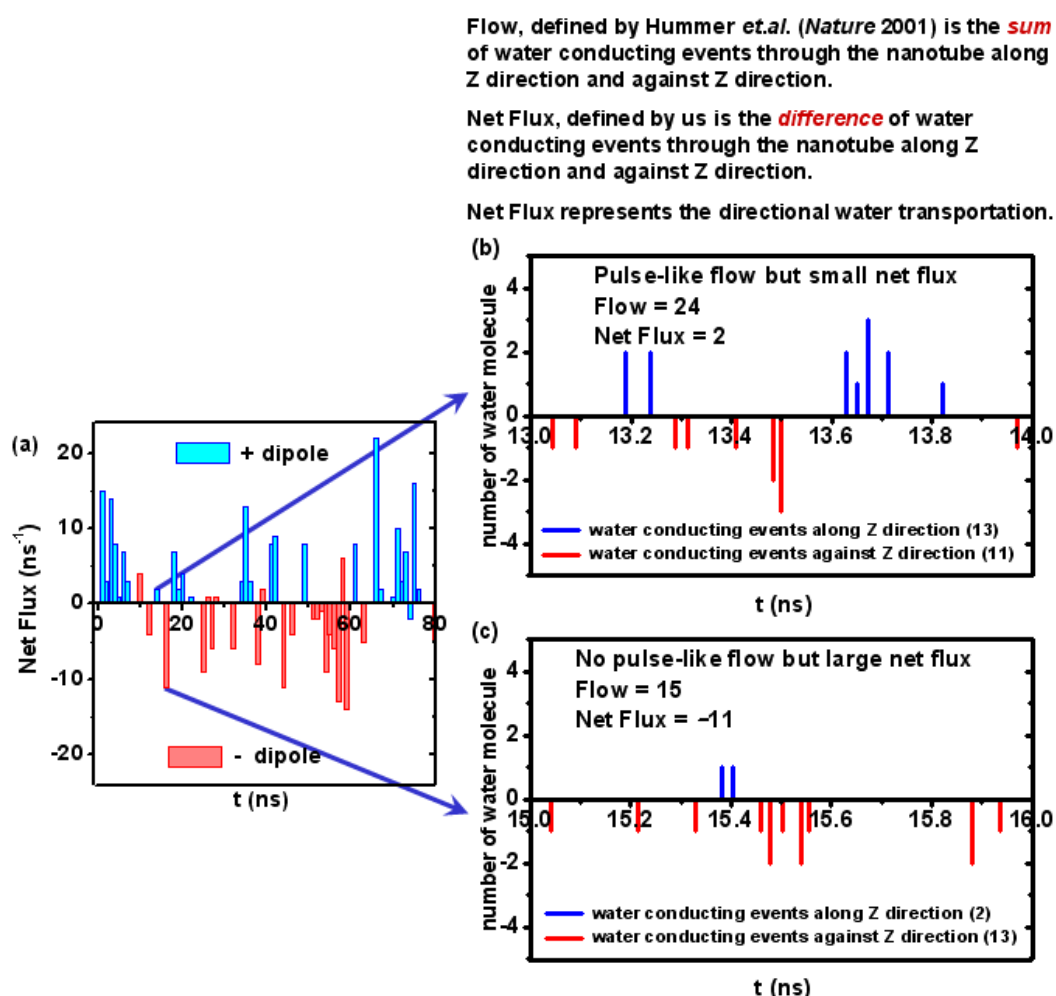 Flow, defined by Hummer et.al. (Nature 2001) is the sum
of water conducting events through the nanotube along
Z direction and against Z direction.
Net Flux, defined by us is the difference of water
conducting events through the nanotube along Z
direction and against Z direction.
Net Flux represents the directional water transportation.
(b)
number of water molecule
4
2
0
-2
-4
Pulse-like flow but small net flux
Flow = 24
Net Flux = 2
13.0 13.2 13.4 13.6 13.8 14.0
water conducting events along Z direction (13)
water conducting events against Z direction (11)
t (ns)
(a)
Net Flux (ns-1)
20
10
0
-10
-20
+ dipole
0 20 40 60 80
- dipole
t (ns)
(c)
number of water molecule
4
2
0
-2
-4
No pulse-like flow but large net flux
Flow = 15
Net Flux = -11
15.0 15.2 15.4 15.6 15.8 16.0
water conducting events along Z direction (2)
water conducting events against Z direction (13)
t (ns)